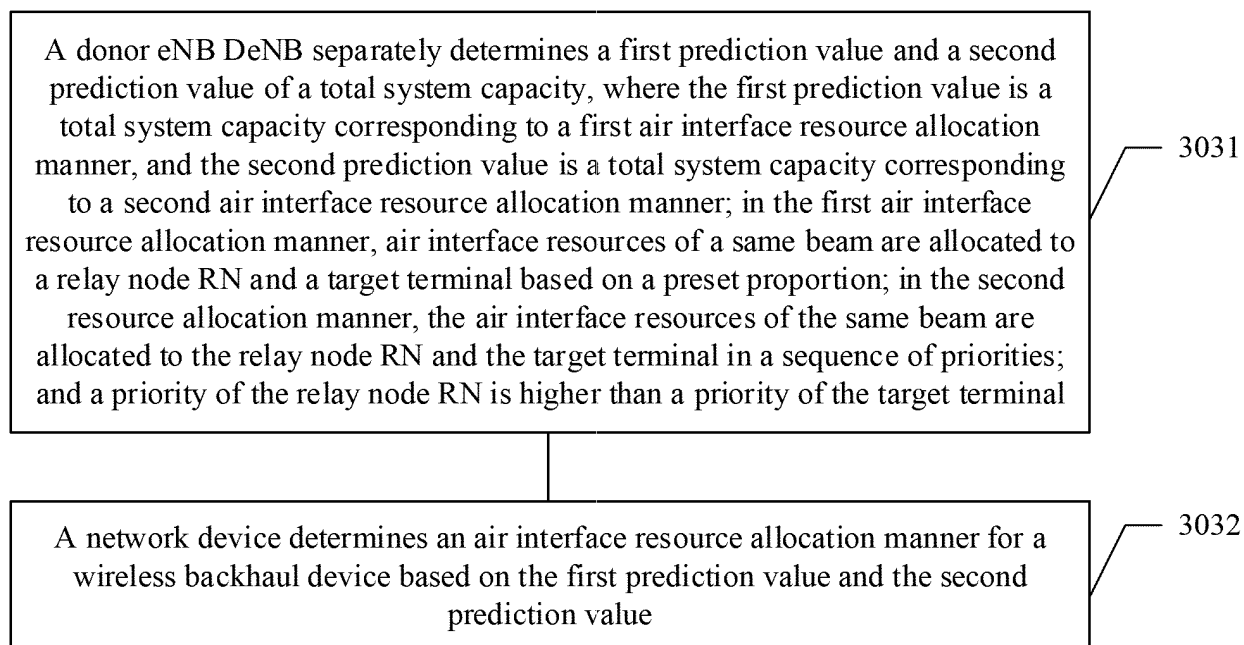 A donor eNB DeNB separately determines a first prediction value and a second
prediction value of a total system capacity, where the first prediction value is a
total system capacity corresponding to a first air interface resource allocation
manner, and the second prediction value is a total system capacity corresponding
to a second air interface resource allocation manner; in the first air interface
resource allocation manner, air interface resources of a same beam are allocated to
a relay node RN and a target terminal based on a preset proportion; in the second
resource allocation manner, the air interface resources of the same beam are
allocated to the relay node RN and the target terminal in a sequence of priorities;
and a priority of the relay node RN is higher than a priority of the target terminal
3031
A network device determines an air interface resource allocation manner for a
wireless backhaul device based on the first prediction value and the second
prediction value
3032